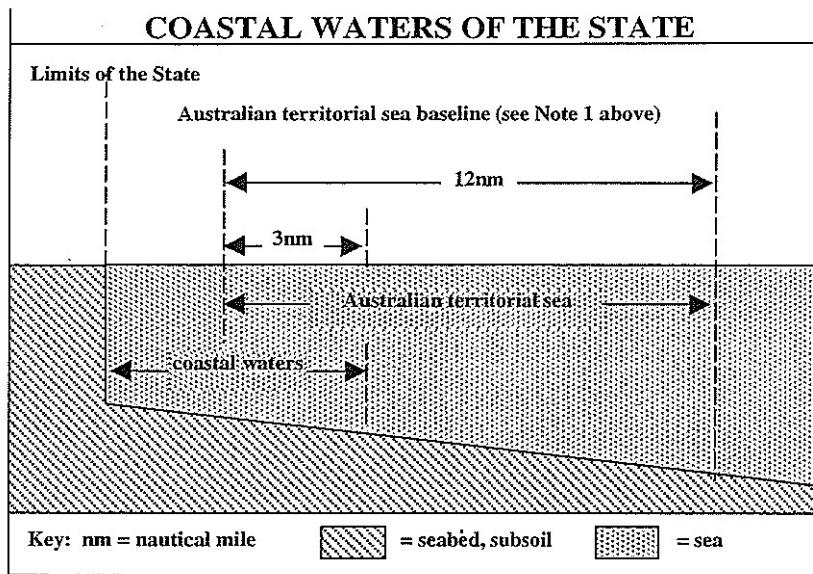 COASTAL WATERS OF THE STATE
Limits of the State
Australian territorial sea baseline (see Note 1 above)
12nm
3nm
Australian territorial sea
coastal waters
Key: nm = nautical mile = seabed, subsoil = sea